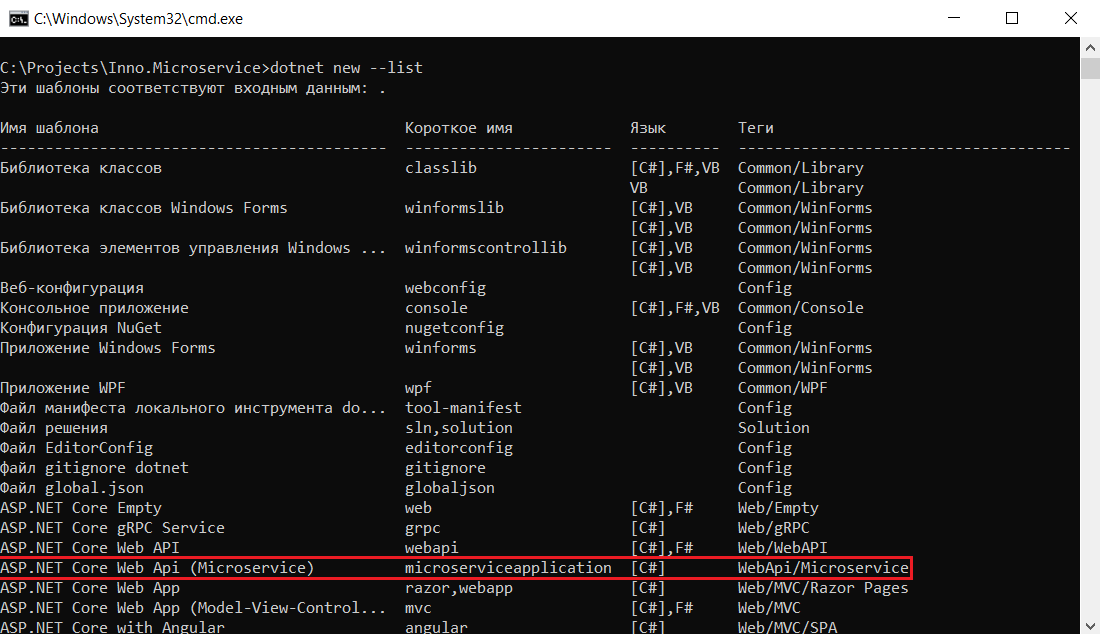 C:\Windows\System32\cmd.exe
C:\Projects\Inno.Microservice>dotnet new --list
Эти шаблоны соответствуют входным данным: .
Имя шаблона Короткое имя Язык Теги
------------------------------------------- ----------------------- ---------- -------------------------------------
Библиотека классов classlib [C#],F#,VB Common/Library
VB Common/Library
Библиотека классов Windows Forms winformslib [C#],VB Common/WinForms
[C#],VB Common/WinForms
Библиотека элементов управления Windows ... winformscontrollib [C#],VB Common/WinForms
[C#],VB Common/WinForms
Веб-конфигурация webconfig Config
Консольное приложение console [C#],F#,VB Common/Console
Конфигурация NuGet nugetconfig Config
Приложение Windows Forms winforms [C#],VB Common/WinForms
[C#],VB Common/WinForms
Приложение WPF wpf [C#],VB Common/WPF
Файл манифеста локального инструмента do... tool-manifest Config
Файл решения sln,solution Solution
Файл EditorConfig editorconfig Config
файл gitignore dotnet gitignore Config
Файл global.json globaljson Config
ASP.NET Core Empty web [C#],F# Web/Empty
ASP.NET Core gRPC Service grpc [C#] Web/gRPC
ASP.NET Core Web API webapi [C#],F# Web/WebAPI
ASP.NET Core Web Api (Microservice) microserviceapplication [C#] WebApi/Microservice
ASP.NET Core Web App razor,webapp [C#] Web/MVC/Razor Pages
ASP.NET Core Web App (Model-View-Control... mvc [C#],F# Web/MVC
ASP.NET Core with Angular angular [C#] Web/MVC/SPA